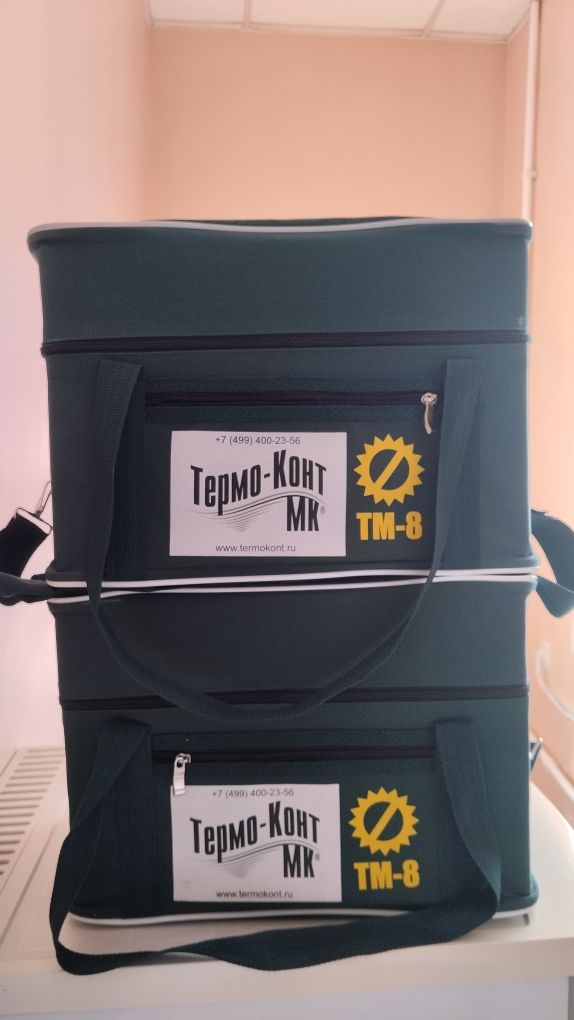 +7 (499) 400-23-56
Термо-Конт
МК®
www.termokont.ru
ТМ-8
+7 (499) 400-23-56
Термо-Конт
МК®
www.termokont.ru
ТМ-8